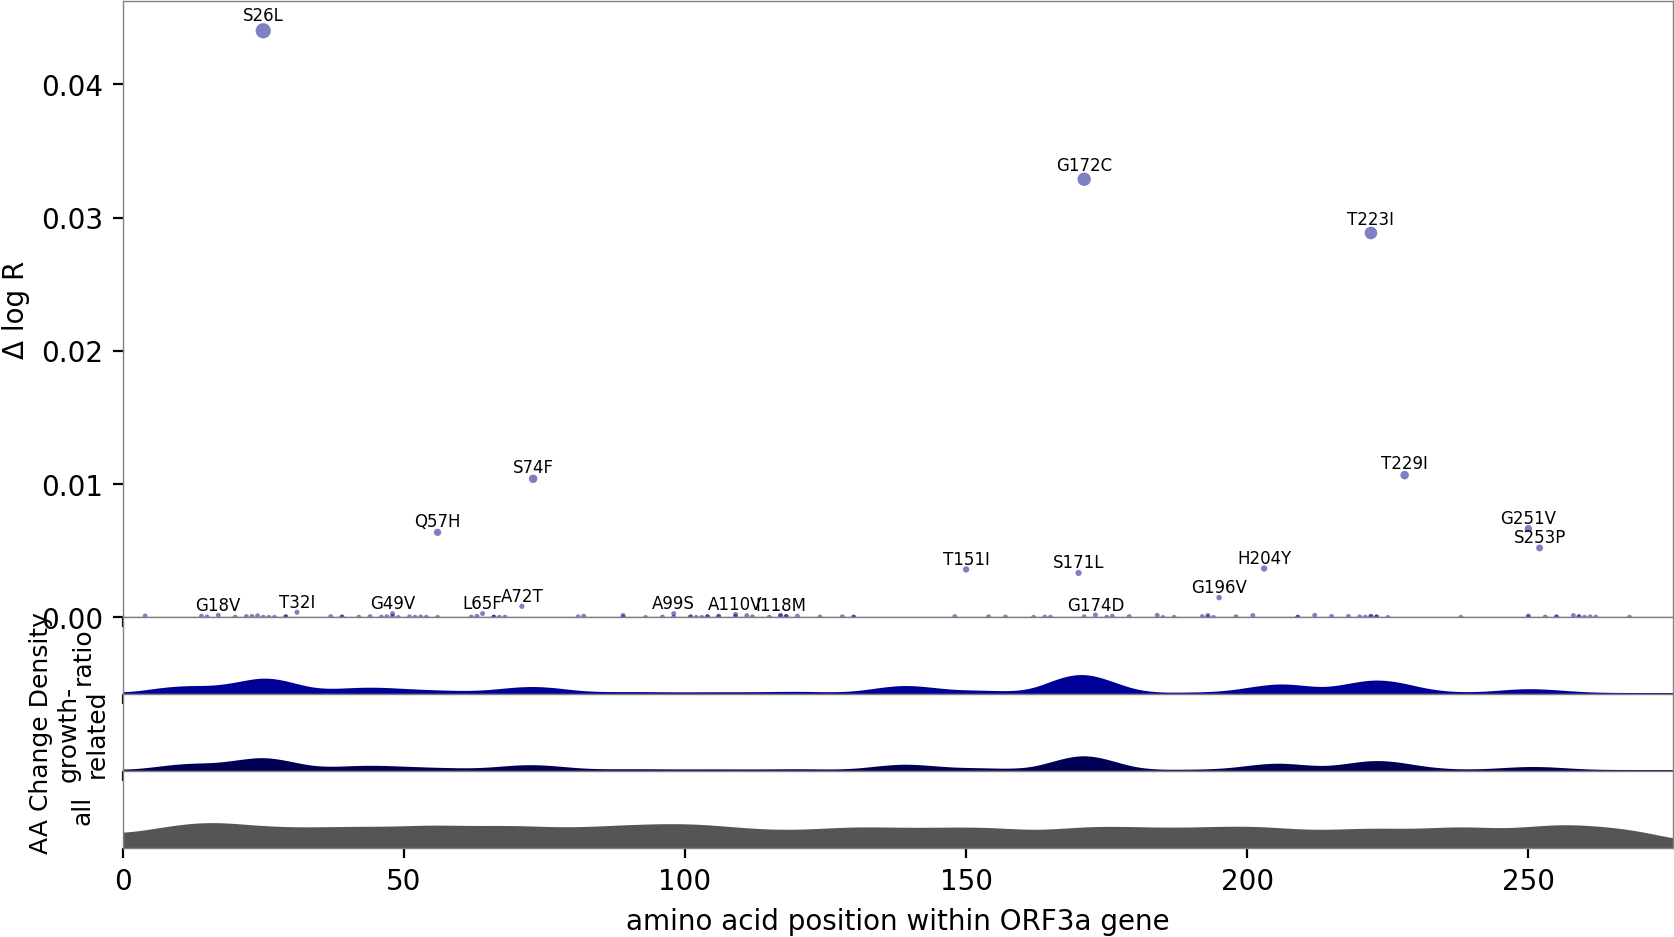 S26L
0.04
G172C
0.03
T223I
Δ log R
0.02
S74F
T229I
0.01
Q57H
G251V
S253P
T151I
S171L
H204Y
G196V
G18V
T32I
G49V
L65F
A72T
A99S
A110V
I118M
G174D
0.00
AA Change Density
ratio
growth-
related
all
0
50
100
150
200
250
amino acid position within ORF3a gene